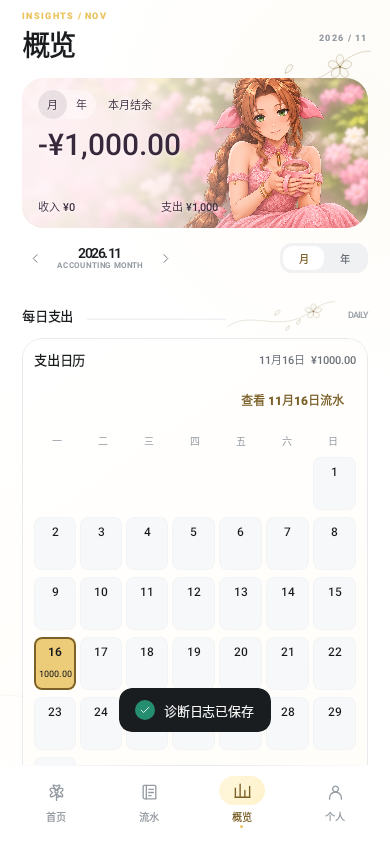 INSIGHTS / NOV
概览
2026 / 11
月 年 本月结余
-¥1,000.00
收入 ¥0 支出 ¥1,000
2026.11
ACCOUNTING MONTH
月 年
每日支出
DAILY
支出日历 11月16日 ¥1000.00
查看 11月16日流水
一 二 三 四 五 六 日
1
2 3 4 5 6 7 8
9 10 11 12 13 14 15
16 17 18 19 20 21 22
1000.00
23 24 28 29
诊断日志已保存
首页 流水 概览 个人